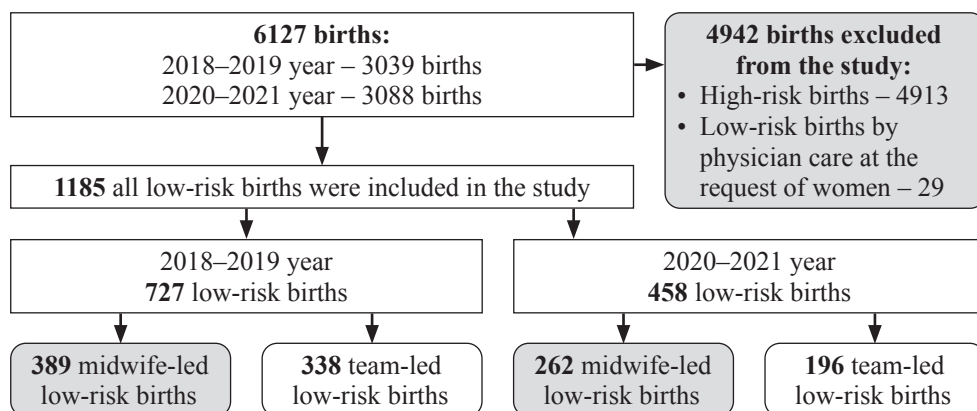 6127 births:
2018–2019 year – 3039 births
2020–2021 year – 3088 births
4942 births excluded
from the study:
• High-risk births – 4913
• Low-risk births by
physician care at the
request of women – 29
1185 all low-risk births were included in the study
2018–2019 year
727 low-risk births
2020–2021 year
458 low-risk births
389 midwife-led
low-risk births
338 team-led
low-risk births
262 midwife-led
low-risk births
196 team-led
low-risk births